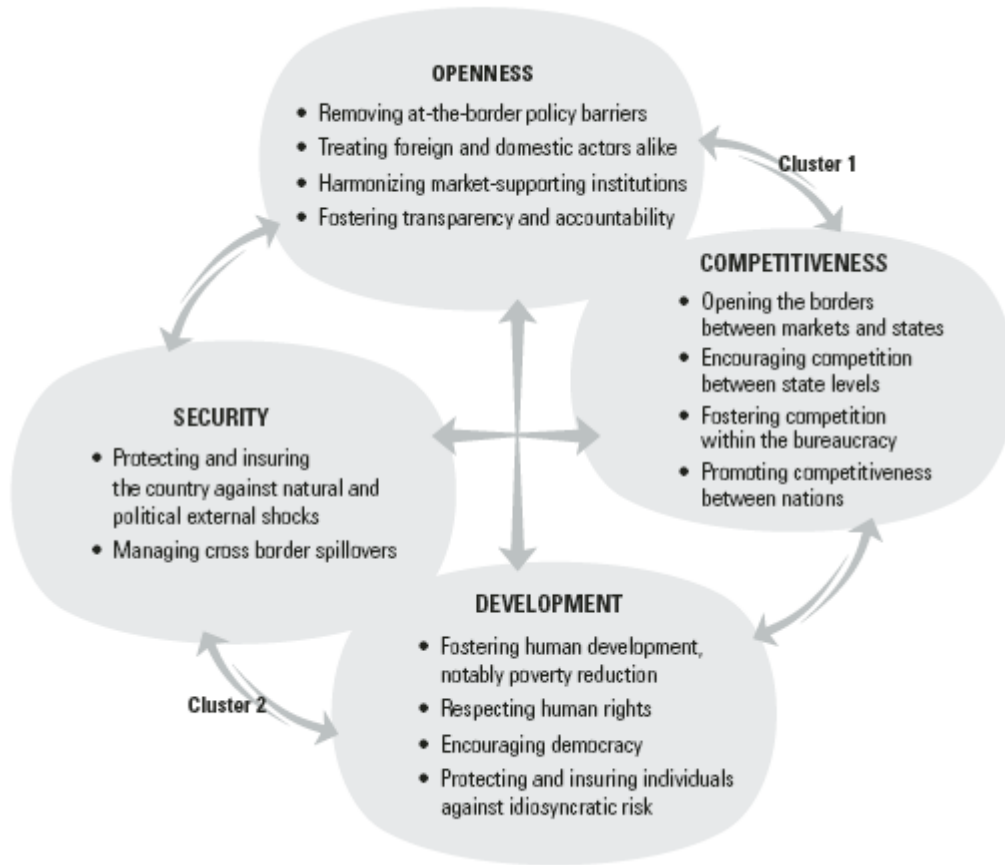 OPENNESS
• Removing at-the-border policy barriers
• Treating foreign and domestic actors alike
• Harmonizing market-supporting institutions
• Fostering transparency and accountability
Cluster 1
COMPETITIVENESS
• Opening the borders
between markets and states
• Encouraging competition
between state levels
• Fostering competition
within the bureaucracy
• Promoting competitiveness
between nations
SECURITY
• Protecting and insuring
the country against natural and
political external shocks
• Managing cross border spillovers
DEVELOPMENT
• Fostering human development,
notably poverty reduction
• Respecting human rights
• Encouraging democracy
• Protecting and insuring individuals
against idiosyncratic risk
Cluster 2